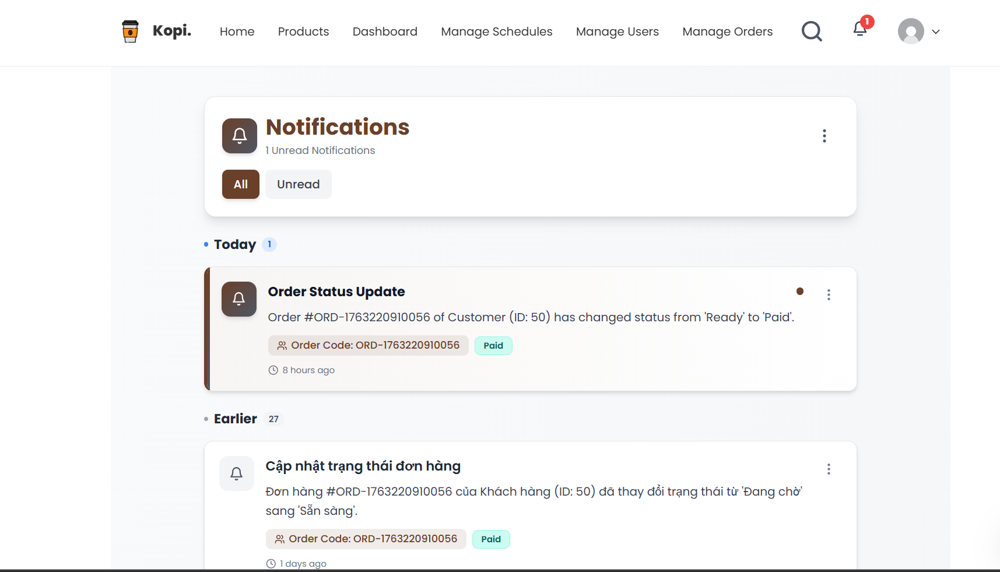 Kopi.
Home
Products
Dashboard
Manage Schedules
Manage Users
Manage Orders
1
Notifications
1 Unread Notifications
All
Unread
Today
1
Order Status Update
Order #ORD-1763220910056 of Customer (ID: 50) has changed status from 'Ready' to 'Paid'.
Order Code: ORD-1763220910056
Paid
8 hours ago
Earlier
27
Cập nhật trạng thái đơn hàng
Đơn hàng #ORD-1763220910056 của Khách hàng (ID: 50) đã thay đổi trạng thái từ 'Đang chờ'
sang 'Sẵn sàng'.
Order Code: ORD-1763220910056
Paid
1 days ago